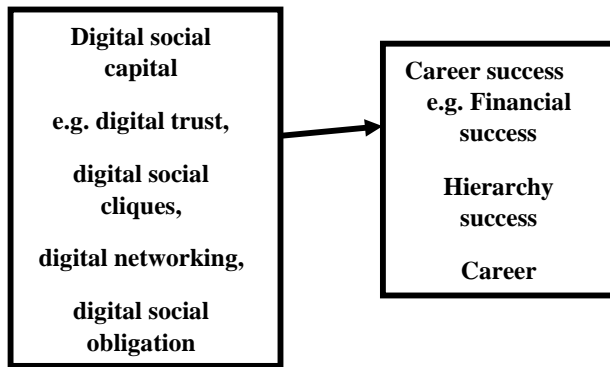 Digital social
capital
e.g. digital trust,
digital social
cliques,
digital networking,
digital social
obligation
Career success
e.g. Financial
success
Hierarchy
success
Career